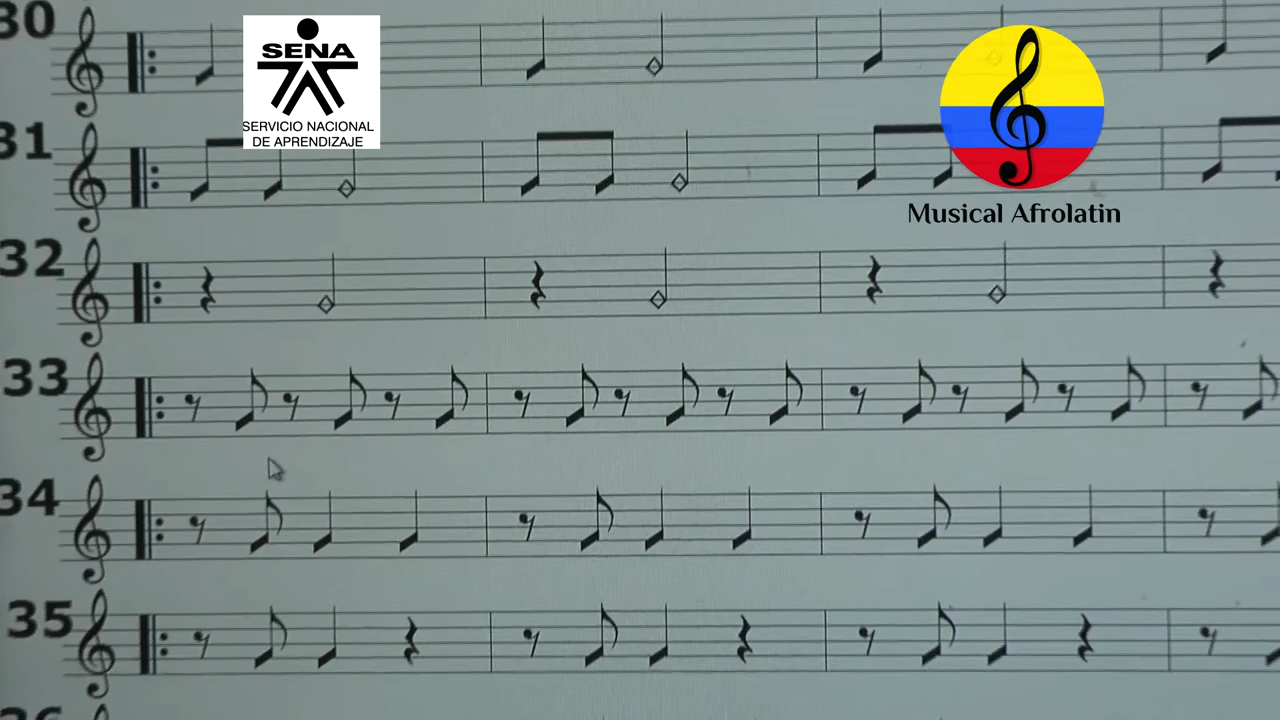 30
SENA
SERVICIO NACIONAL
DE APRENDIZAJE
31
Musical Afrolatin
32
33
34
35